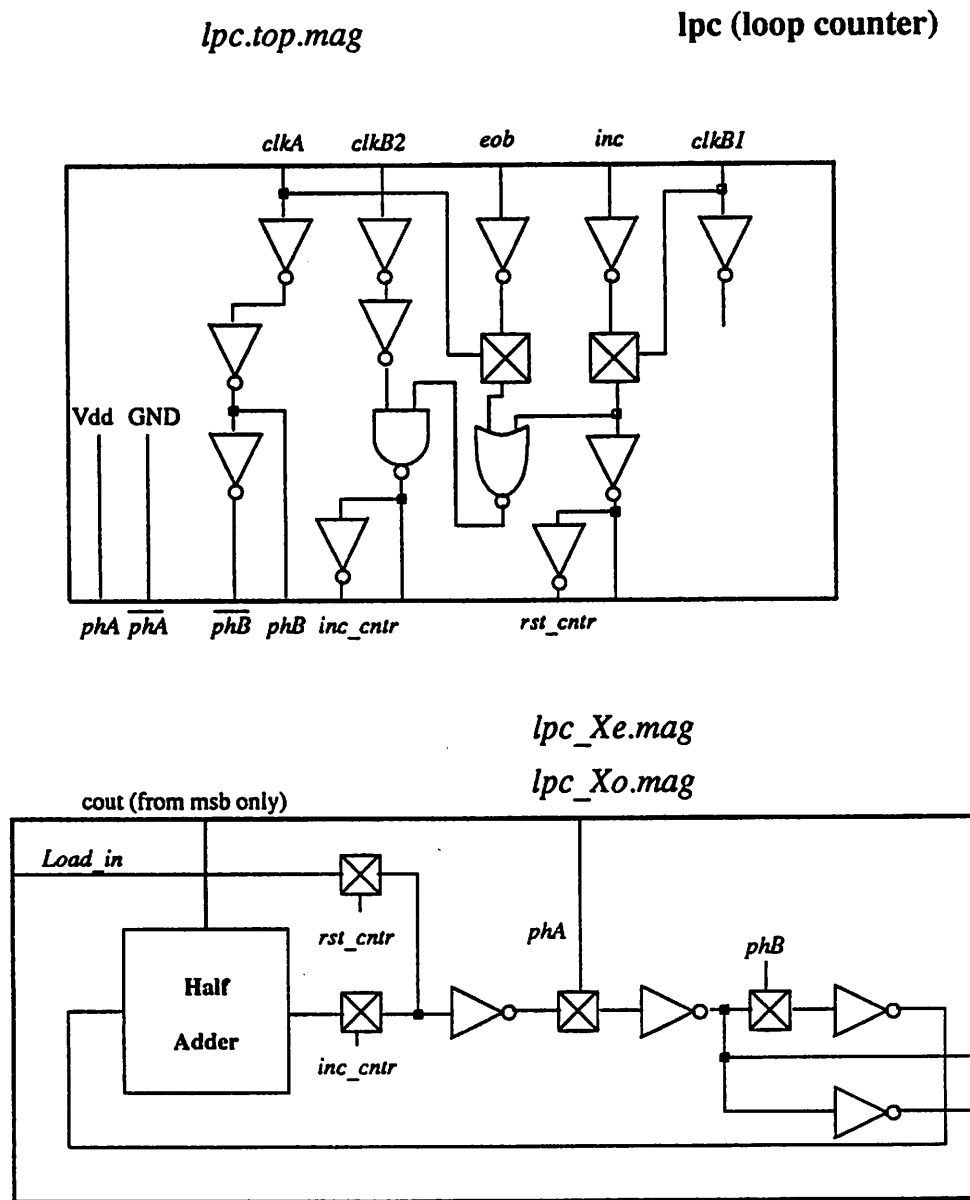 lpc.top.mag
lpc (loop counter)
clkA clkB2 eob inc clkB1
Vdd GND
phA phA phB phB inc_cntr rst_cntr
lpc_Xe.mag
lpc_Xo.mag
cout (from msb only)
Load_in
rst_cntr
phA
phB
Half
Adder
inc_cntr